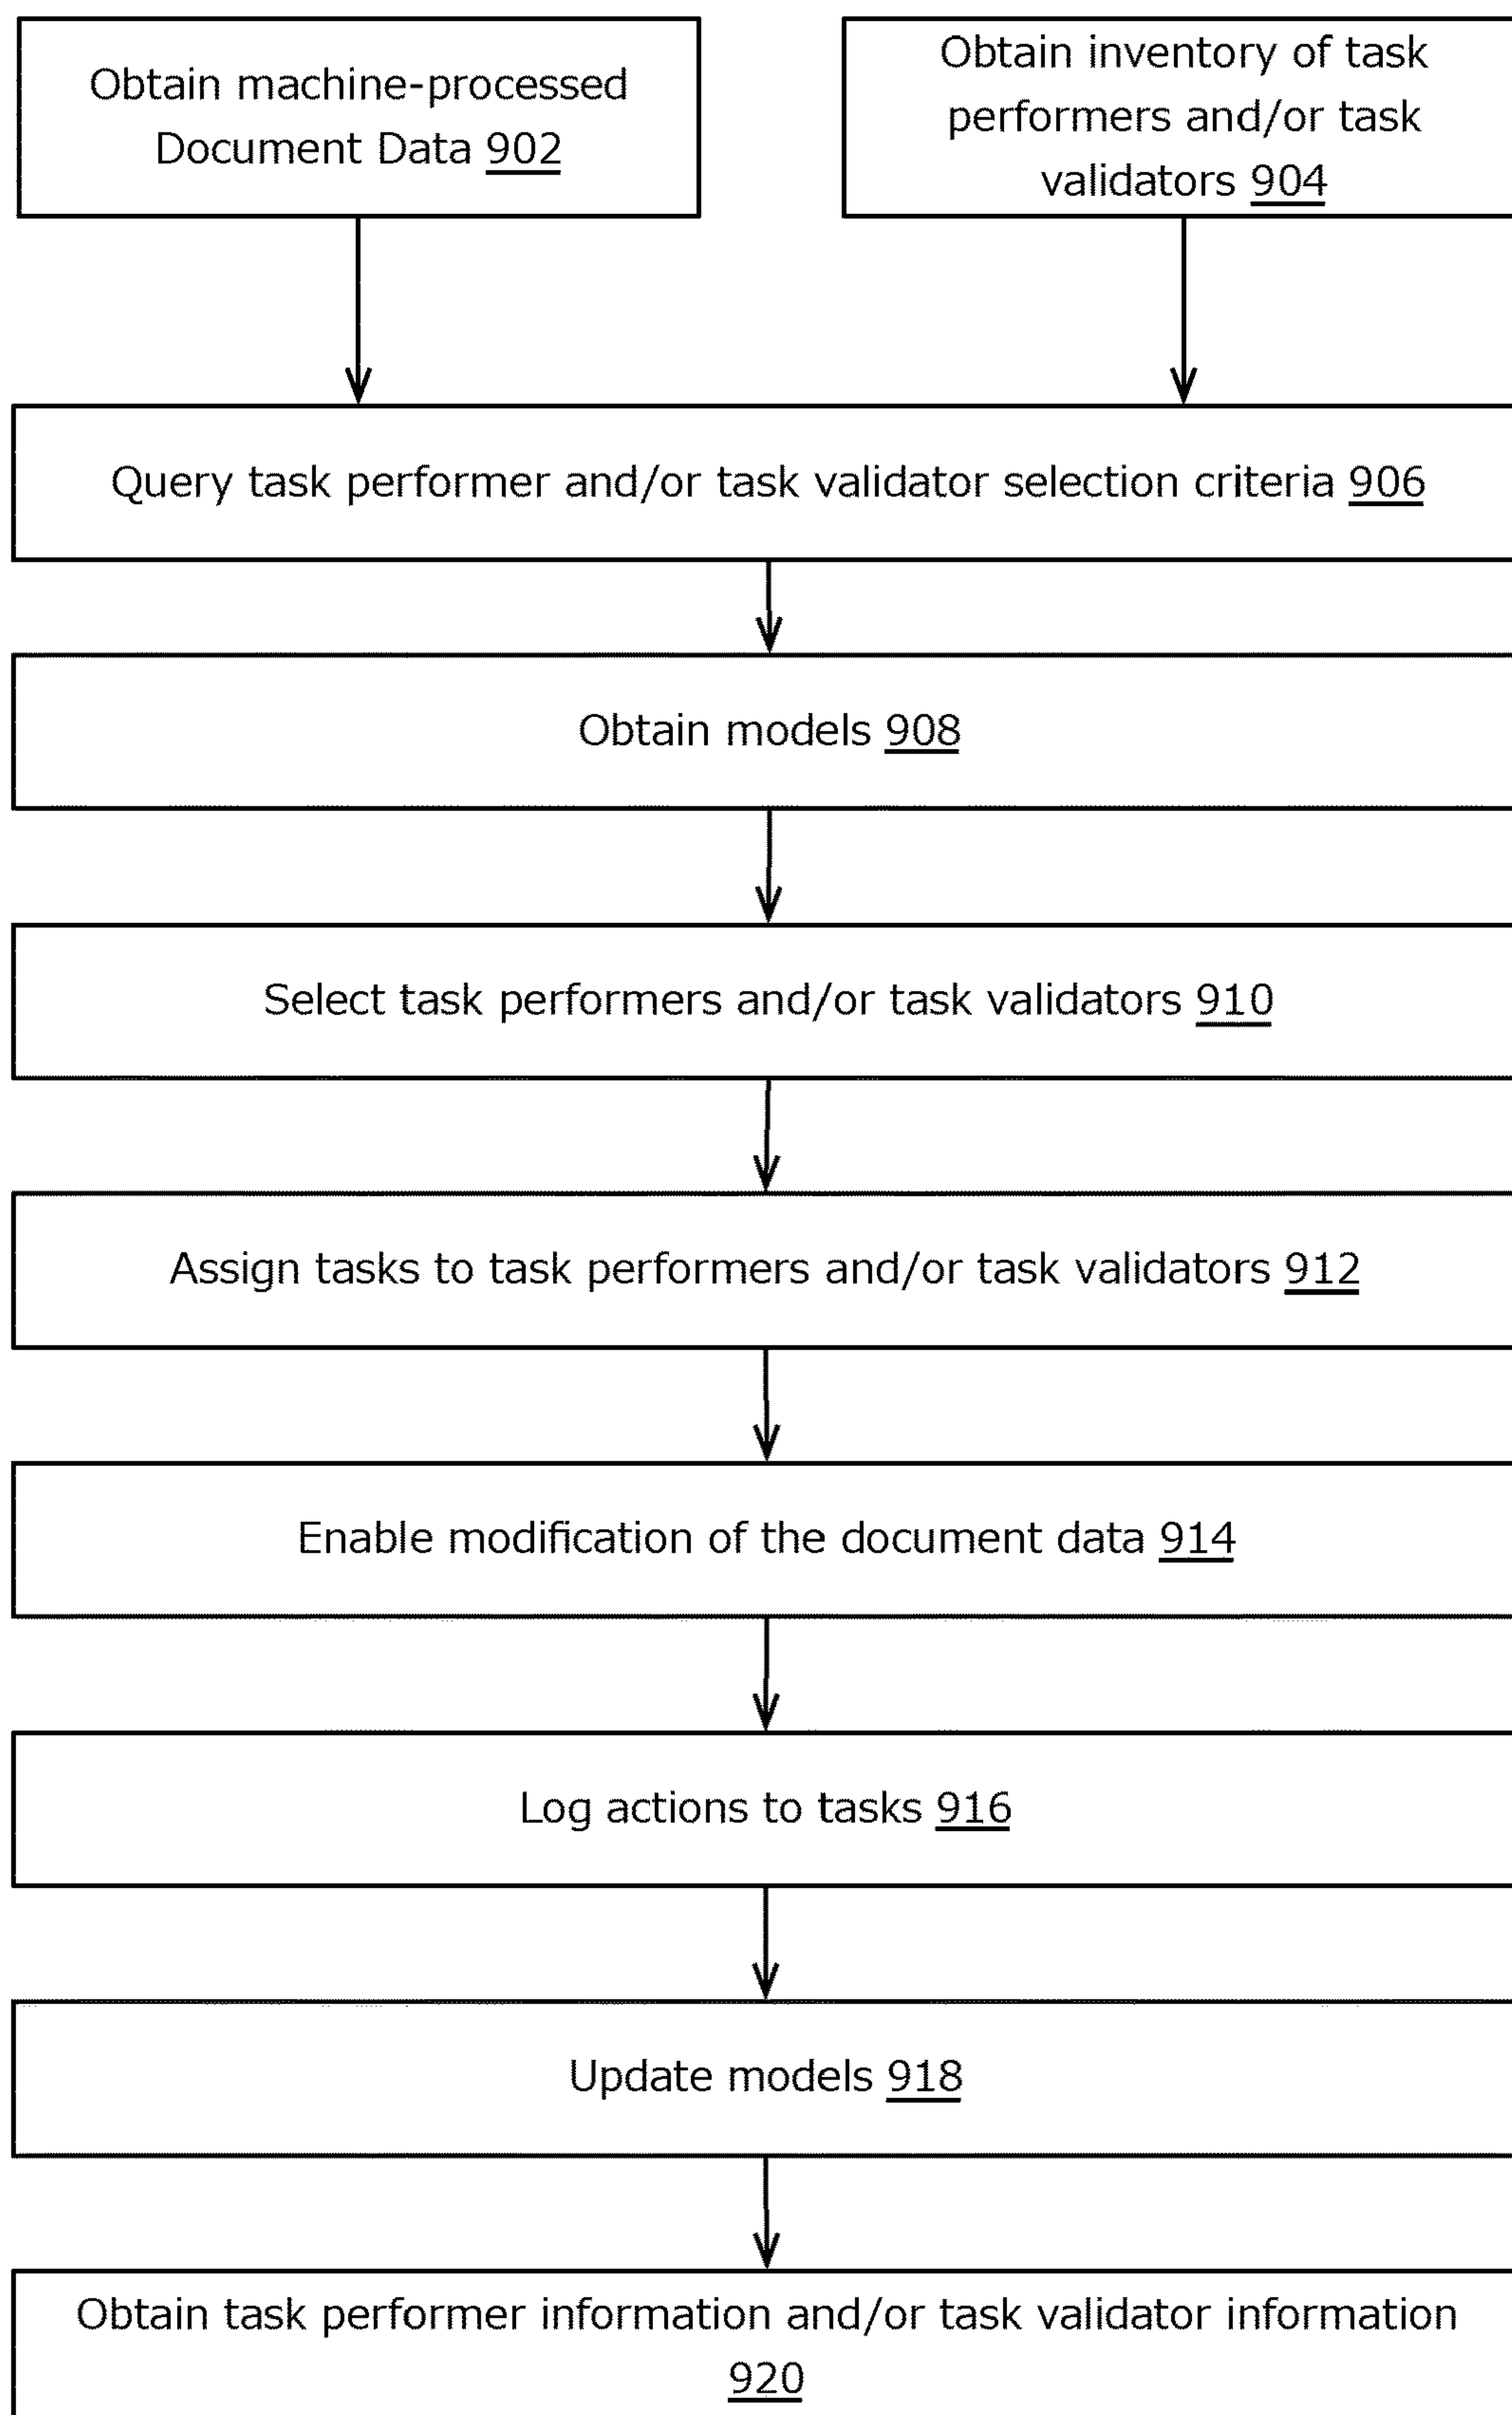 Obtain machine-processed
Document Data 902
Obtain inventory of task
performers and/or task
validators 904
Query task performer and/or task validator selection criteria 906
Obtain models 908
Select task performers and/or task validators 910
Assign tasks to task performers and/or task validators 912
Enable modification of the document data 914
Log actions to tasks 916
Update models 918
Obtain task performer information and/or task validator information
920